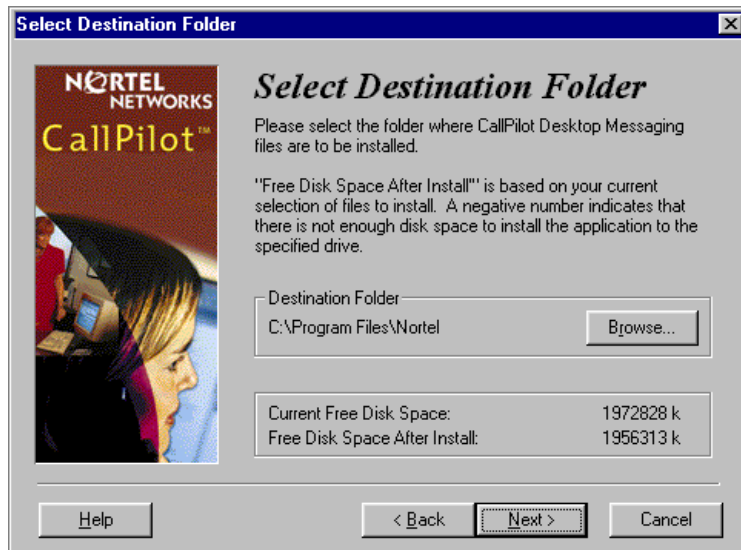 Select Destination Folder
NORTEL
NETWORKS
CallPilot™
Select Destination Folder
Please select the folder where CallPilot Desktop Messaging
files are to be installed.
"Free Disk Space After Install"' is based on your current
selection of files to install. A negative number indicates that
there is not enough disk space to install the application to the
specified drive.
Destination Folder
C:\Program Files\Nortel
Browse...
Current Free Disk Space: 1972828 k
Free Disk Space After Install: 1956313 k
Help
< Back
Next >
Cancel